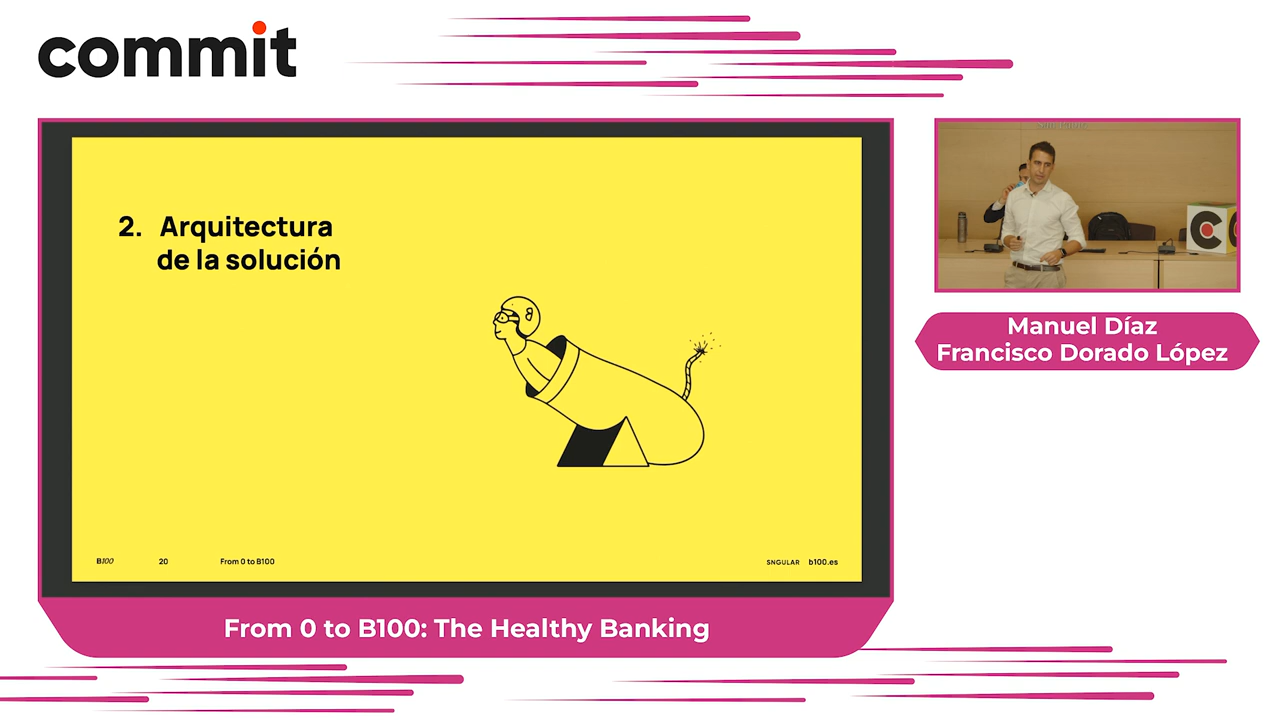 commit
2. Arquitectura
de la solución
B100
20
From 0 to B100
SNGULAR
b100.es
Manuel Díaz
Francisco Dorado López
From 0 to B100: The Healthy Banking